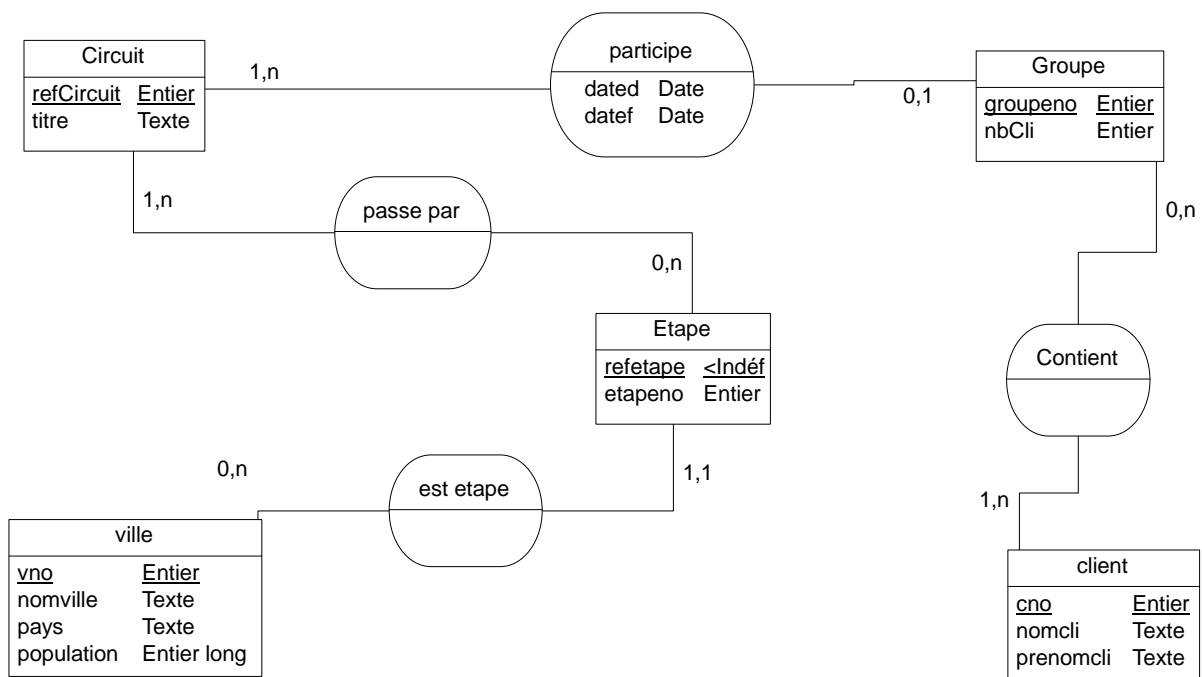 Circuit
refCircuit Entier
titre Texte
1,n
participe
dated Date
datef Date
0,1
Groupe
groupeno Entier
nbCli Entier
1,n
passe par
0,n
0,n
Etape
refetape <Indéf
etapeno Entier
Contient
0,n
est etape
1,1
1,n
ville
vno Entier
nomville Texte
pays Texte
population Entier long
client
cno Entier
nomcli Texte
prenomcli Texte